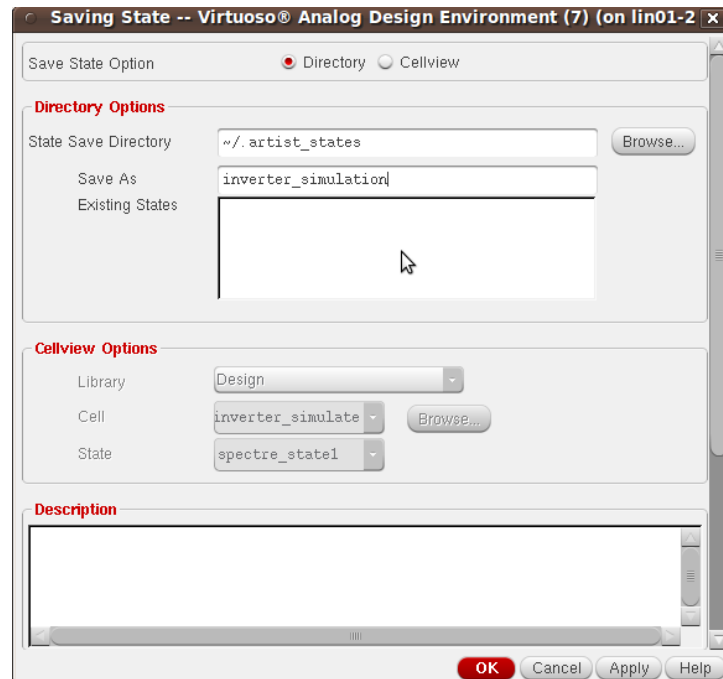 Saving State -- Virtuoso® Analog Design Environment (7) (on lin01-2
Save State Option Directory Cellview
Directory Options
State Save Directory ~/.artist_states Browse...
Save As inverter_simulation
Existing States
Cellview Options
Library Design
Cell inverter_simulate Browse...
State spectre_state1
Description
OK Cancel Apply Help